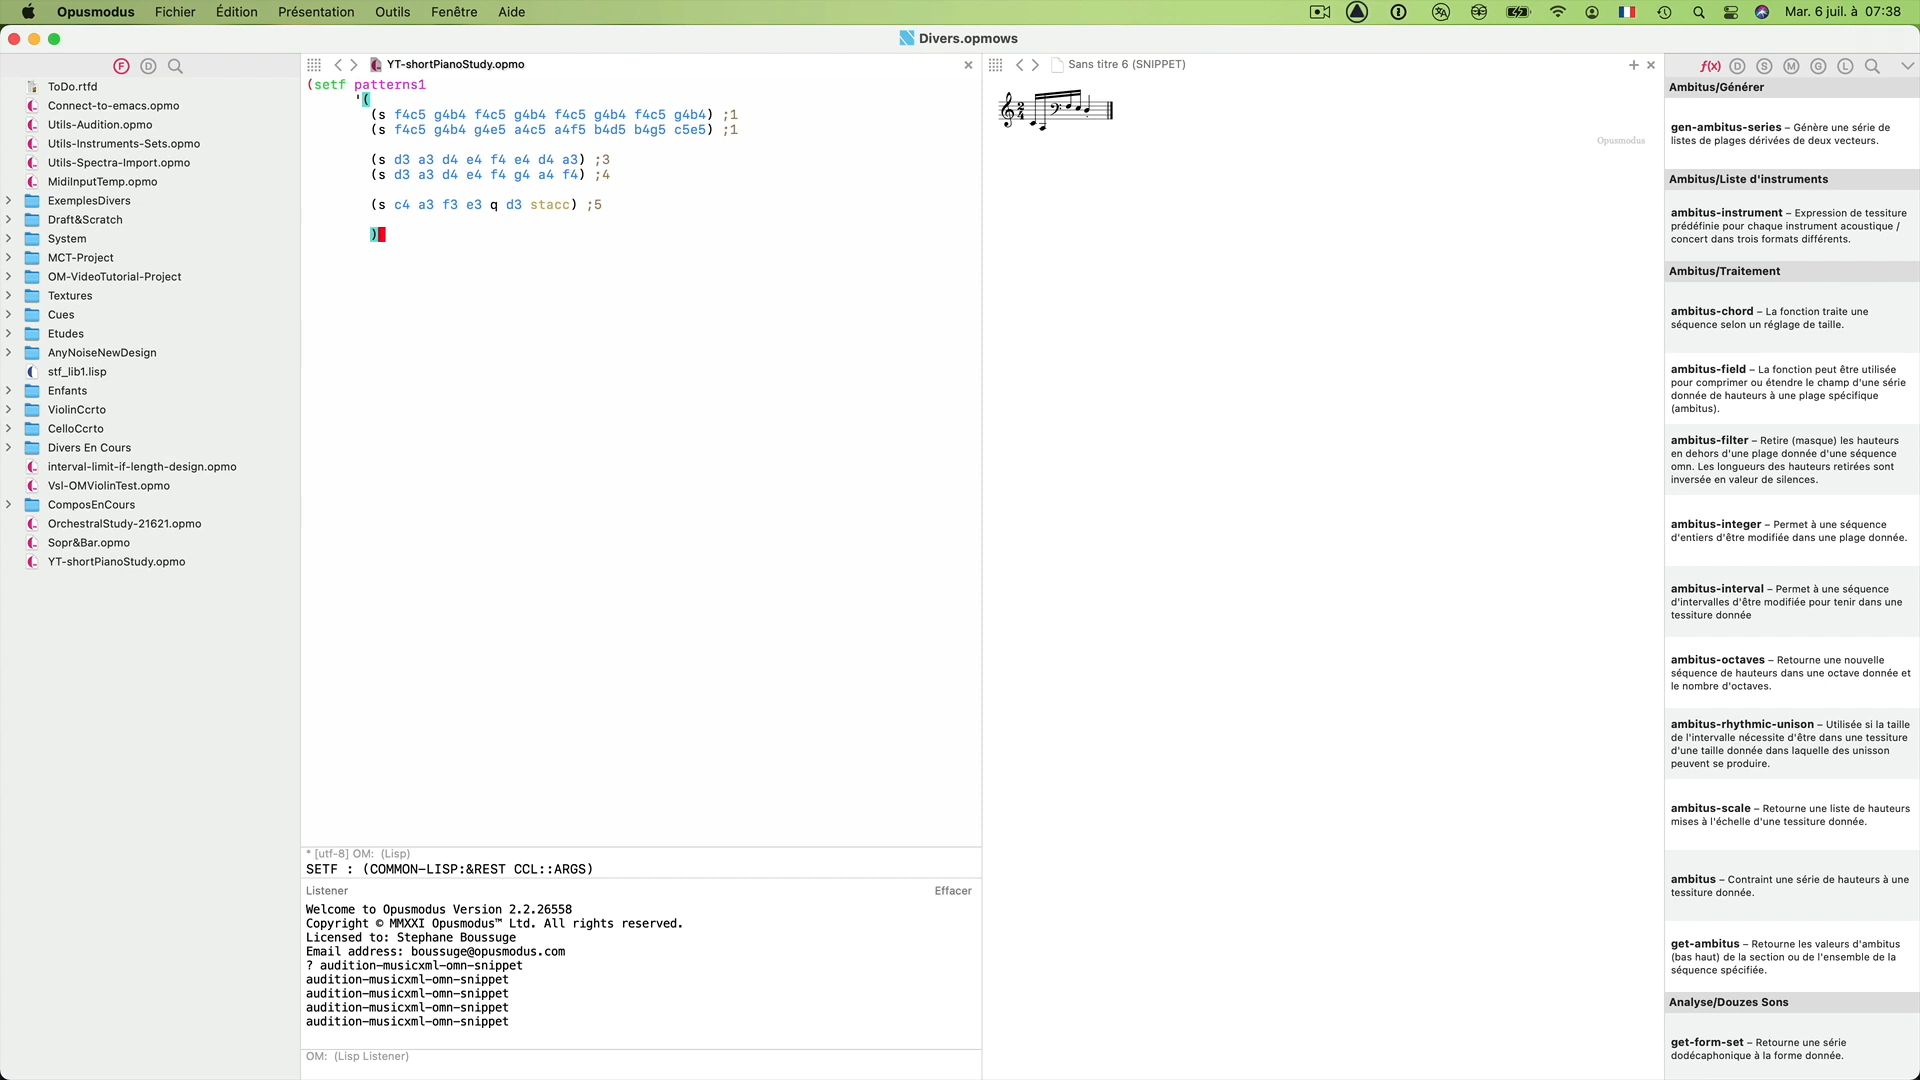 Opusmodus Fichier Édition Présentation Outils Fenêtre Aide Mar. 6 juil. à 07:38
Divers.opmows
F D
ToDo.rtfd
Connect-to-emacs.opmo
Utils-Audition.opmo
Utils-Instruments-Sets.opmo
Utils-Spectra-Import.opmo
MidiInputTemp.opmo
ExemplesDivers
Draft&Scratch
System
MCT-Project
OM-VideoTutorial-Project
Textures
Cues
Etudes
AnyNoiseNewDesign
stf_lib1.lisp
Enfants
ViolinCcrto
CelloCcrto
Divers En Cours
interval-limit-if-length-design.opmo
Vsl-OMViolinTest.opmo
ComposEnCours
OrchestralStudy-21621.opmo
Sopr&Bar.opmo
YT-shortPianoStudy.opmo
YT-shortPianoStudy.opmo
(setf patterns1
'(
(s f4c5 g4b4 f4c5 g4b4 f4c5 g4b4 f4c5 g4b4) ;1
(s f4c5 g4b4 g4e5 a4c5 a4f5 b4d5 b4g5 c5e5) ;1
(s d3 a3 d4 e4 f4 e4 d4 a3) ;3
(s d3 a3 d4 e4 f4 g4 a4 f4) ;4
(s c4 a3 f3 e3 q d3 stacc) ;5
)
* [utf-8] OM: (Lisp)
SETF : (COMMON-LISP:&REST CCL::ARGS)
Listener Effacer
Welcome to Opusmodus Version 2.2.26558
Copyright © MMXXI Opusmodus™ Ltd. All rights reserved.
Licensed to: Stephane Boussuge
Email address: boussuge@opusmodus.com
? audition-musicxml-omn-snippet
audition-musicxml-omn-snippet
audition-musicxml-omn-snippet
audition-musicxml-omn-snippet
audition-musicxml-omn-snippet
OM: (Lisp Listener)
Sans titre 6 (SNIPPET)
2
4
Opusmodus
f(x) D S M G L
Ambitus/Générer
gen-ambitus-series – Génère une série de
listes de plages dérivées de deux vecteurs.
Ambitus/Liste d'instruments
ambitus-instrument – Expression de tessiture
prédéfinie pour chaque instrument acoustique /
concert dans trois formats différents.
Ambitus/Traitement
ambitus-chord – La fonction traite une
séquence selon un réglage de taille.
ambitus-field – La fonction peut être utilisée
pour comprimer ou étendre le champ d'une série
donnée de hauteurs à une plage spécifique
(ambitus).
ambitus-filter – Retire (masque) les hauteurs
en dehors d'une plage donnée d'une séquence
omn. Les longueurs des hauteurs retirées sont
inversée en valeur de silences.
ambitus-integer – Permet à une séquence
d'entiers d'être modifiée dans une plage donnée.
ambitus-interval – Permet à une séquence
d'intervalles d'être modifiée pour tenir dans une
tessiture donnée
ambitus-octaves – Retourne une nouvelle
séquence de hauteurs dans une octave donnée et
le nombre d'octaves.
ambitus-rhythmic-unison – Utilisée si la taille
de l'intervalle nécessite d'être dans une tessiture
d'une taille donnée dans laquelle des unisson
peuvent se produire.
ambitus-scale – Retourne une liste de hauteurs
mises à l'échelle d'une tessiture donnée.
ambitus – Contraint une série de hauteurs à une
tessiture donnée.
get-ambitus – Retourne les valeurs d'ambitus
(bas haut) de la section ou de l'ensemble de la
séquence spécifiée.
Analyse/Douzes Sons
get-form-set – Retourne une série
dodécaphonique à la forme donnée.